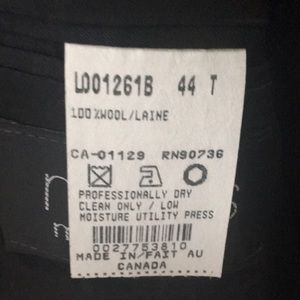 LD01261B 44 T
100%WOOL/LAINE
CA-01129 RN90736
PROFESSIONALLY DRY
CLEAN ONLY / LOW
MOISTURE UTILITY PRESS
0027753810
MADE IN/FAIT AU
CANADA